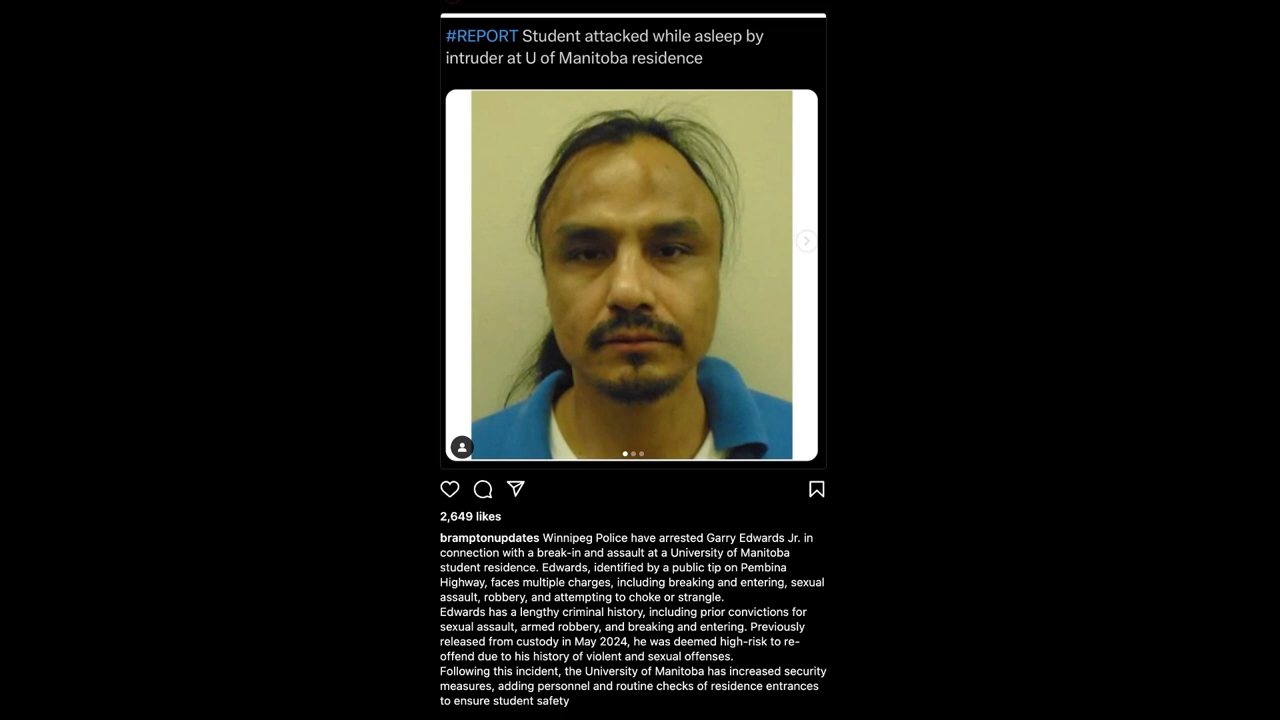 #REPORT Student attacked while asleep by
intruder at U of Manitoba residence
2,649 likes
bramptonupdates Winnipeg Police have arrested Garry Edwards Jr. in
connection with a break-in and assault at a University of Manitoba
student residence. Edwards, identified by a public tip on Pembina
Highway, faces multiple charges, including breaking and entering, sexual
assault, robbery, and attempting to choke or strangle.
Edwards has a lengthy criminal history, including prior convictions for
sexual assault, armed robbery, and breaking and entering. Previously
released from custody in May 2024, he was deemed high-risk to re-
offend due to his history of violent and sexual offenses.
Following this incident, the University of Manitoba has increased security
measures, adding personnel and routine checks of residence entrances
to ensure student safety